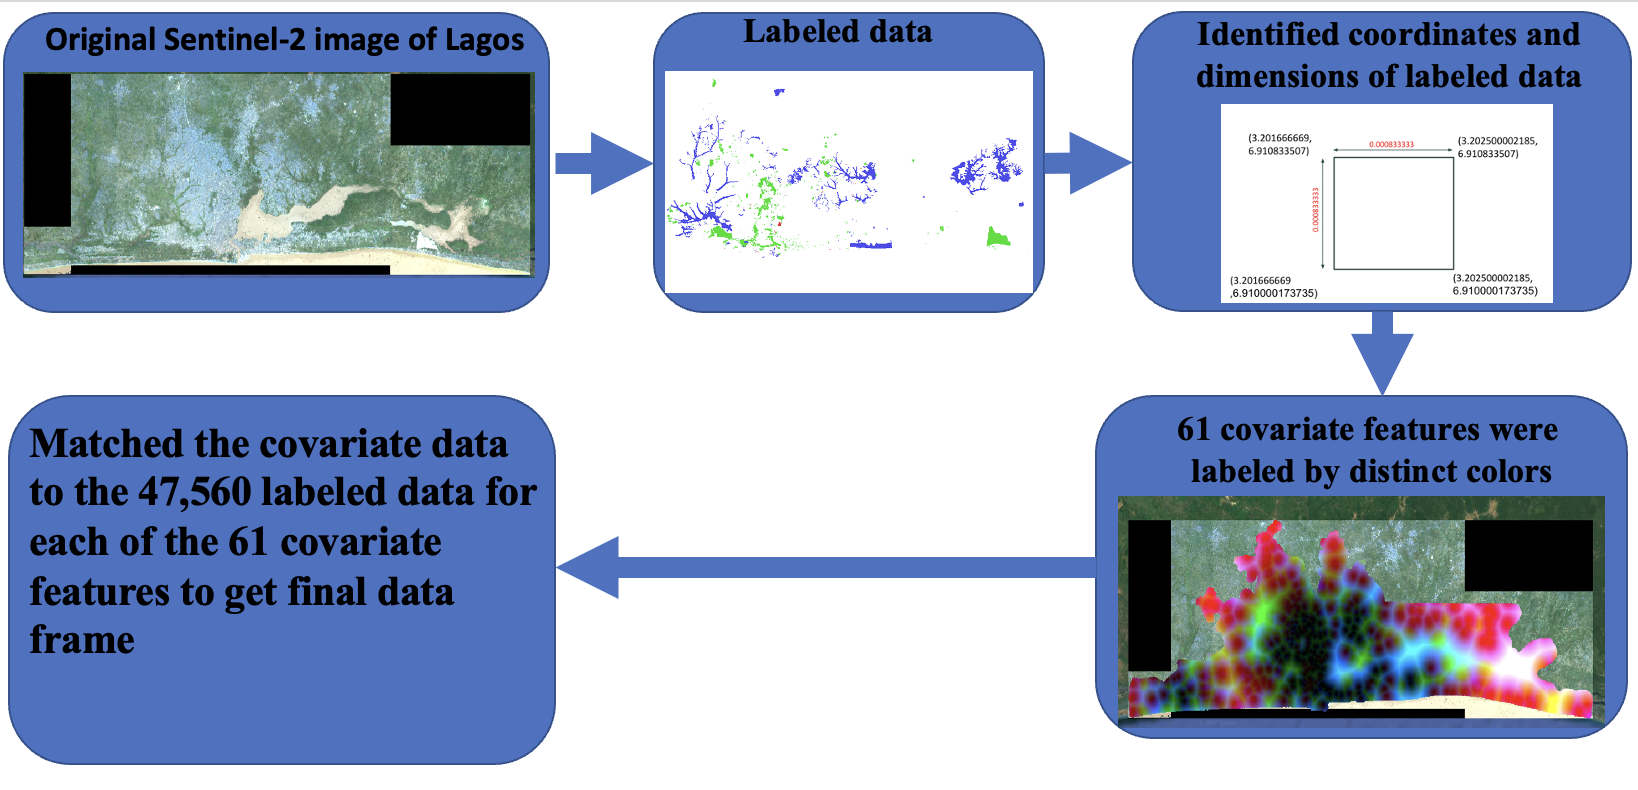 Original Sentinel-2 image of Lagos
Labeled data
Identified coordinates and
dimensions of labeled data
(3.201666669,
6.910833507)
0.000833333
(3.202500002185,
6.910833507)
0.000833333
(3.201666669
,6.910000173735)
(3.202500002185,
6.910000173735)
61 covariate features were
labeled by distinct colors
Matched the covariate data
to the 47,560 labeled data for
each of the 61 covariate
features to get final data
frame